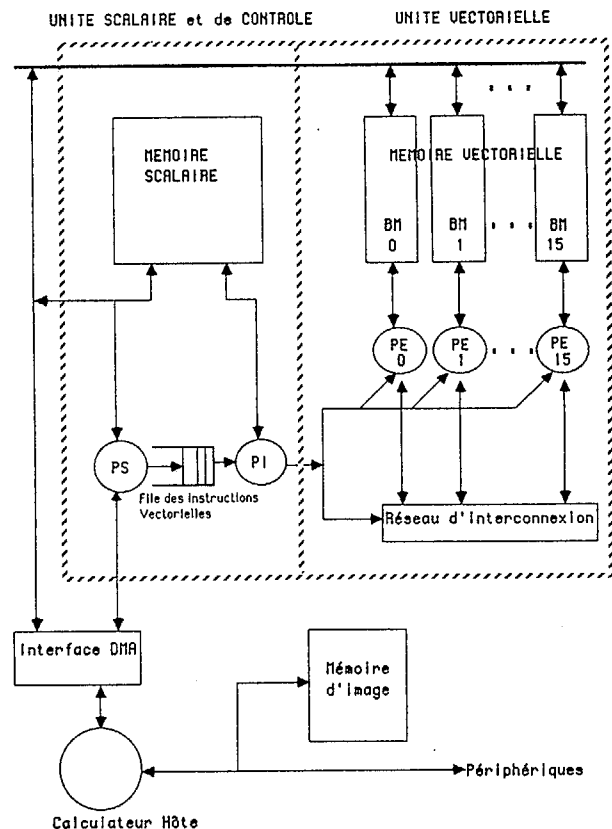 UNITE SCALAIRE et de CONTROLE
UNITE VECTORIELLE
MEMOIRE
SCALAIRE
MEMOIRE VECTORIELLE
BM
0
BM
1
BM
15
PE
0
PE
1
PE
15
PS
PI
File des instructions
Vectorielles
Réseau d'interconnexion
Interface DMA
Mémoire
d'image
Périphériques
Calculateur Hôte